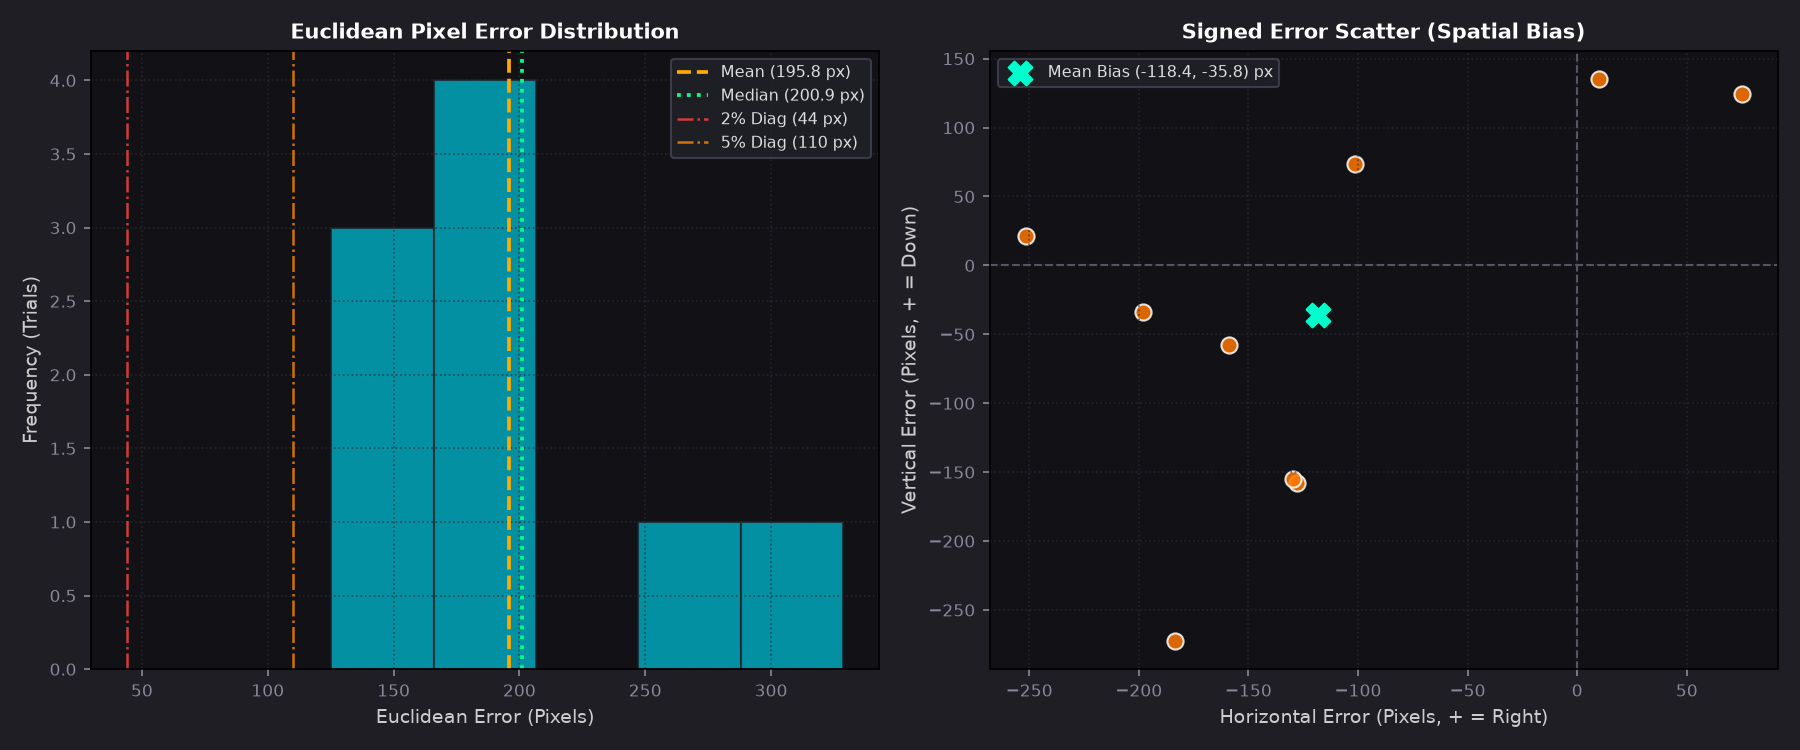 Euclidean Pixel Error Distribution
Mean (195.8 px)
Median (200.9 px)
2% Diag (44 px)
5% Diag (110 px)
Frequency (Trials)
4.0
3.5
3.0
2.5
2.0
1.5
1.0
0.5
0.0
50 100 150 200 250 300
Euclidean Error (Pixels)
Signed Error Scatter (Spatial Bias)
Mean Bias (-118.4, -35.8) px
Vertical Error (Pixels, + = Down)
150
100
50
0
−50
−100
−150
−200
−250
−250 −200 −150 −100 −50 0 50
Horizontal Error (Pixels, + = Right)